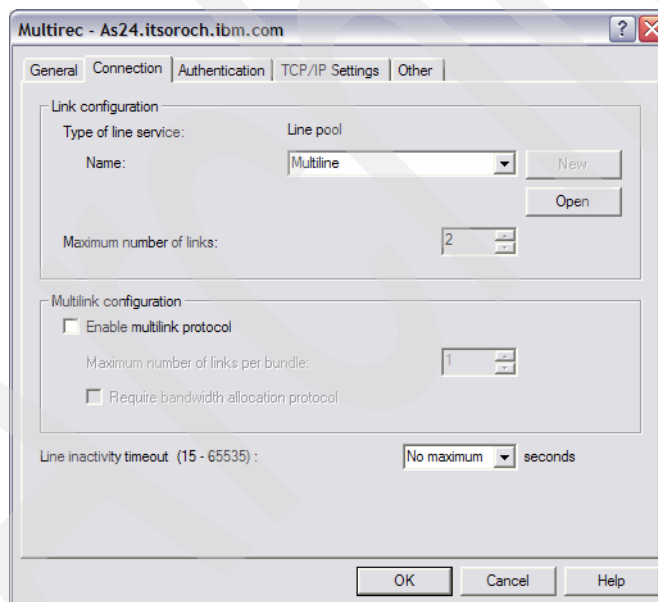 Multirec - As24.itsoroch.ibm.com
General Connection Authentication TCP/IP Settings Other
Link configuration
Type of line service: Line pool
Name: Multiline New
Open
Maximum number of links: 2
Multilink configuration
Enable multilink protocol
Maximum number of links per bundle: 1
Require bandwidth allocation protocol
Line inactivity timeout (15 - 65535) : No maximum seconds
OK Cancel Help